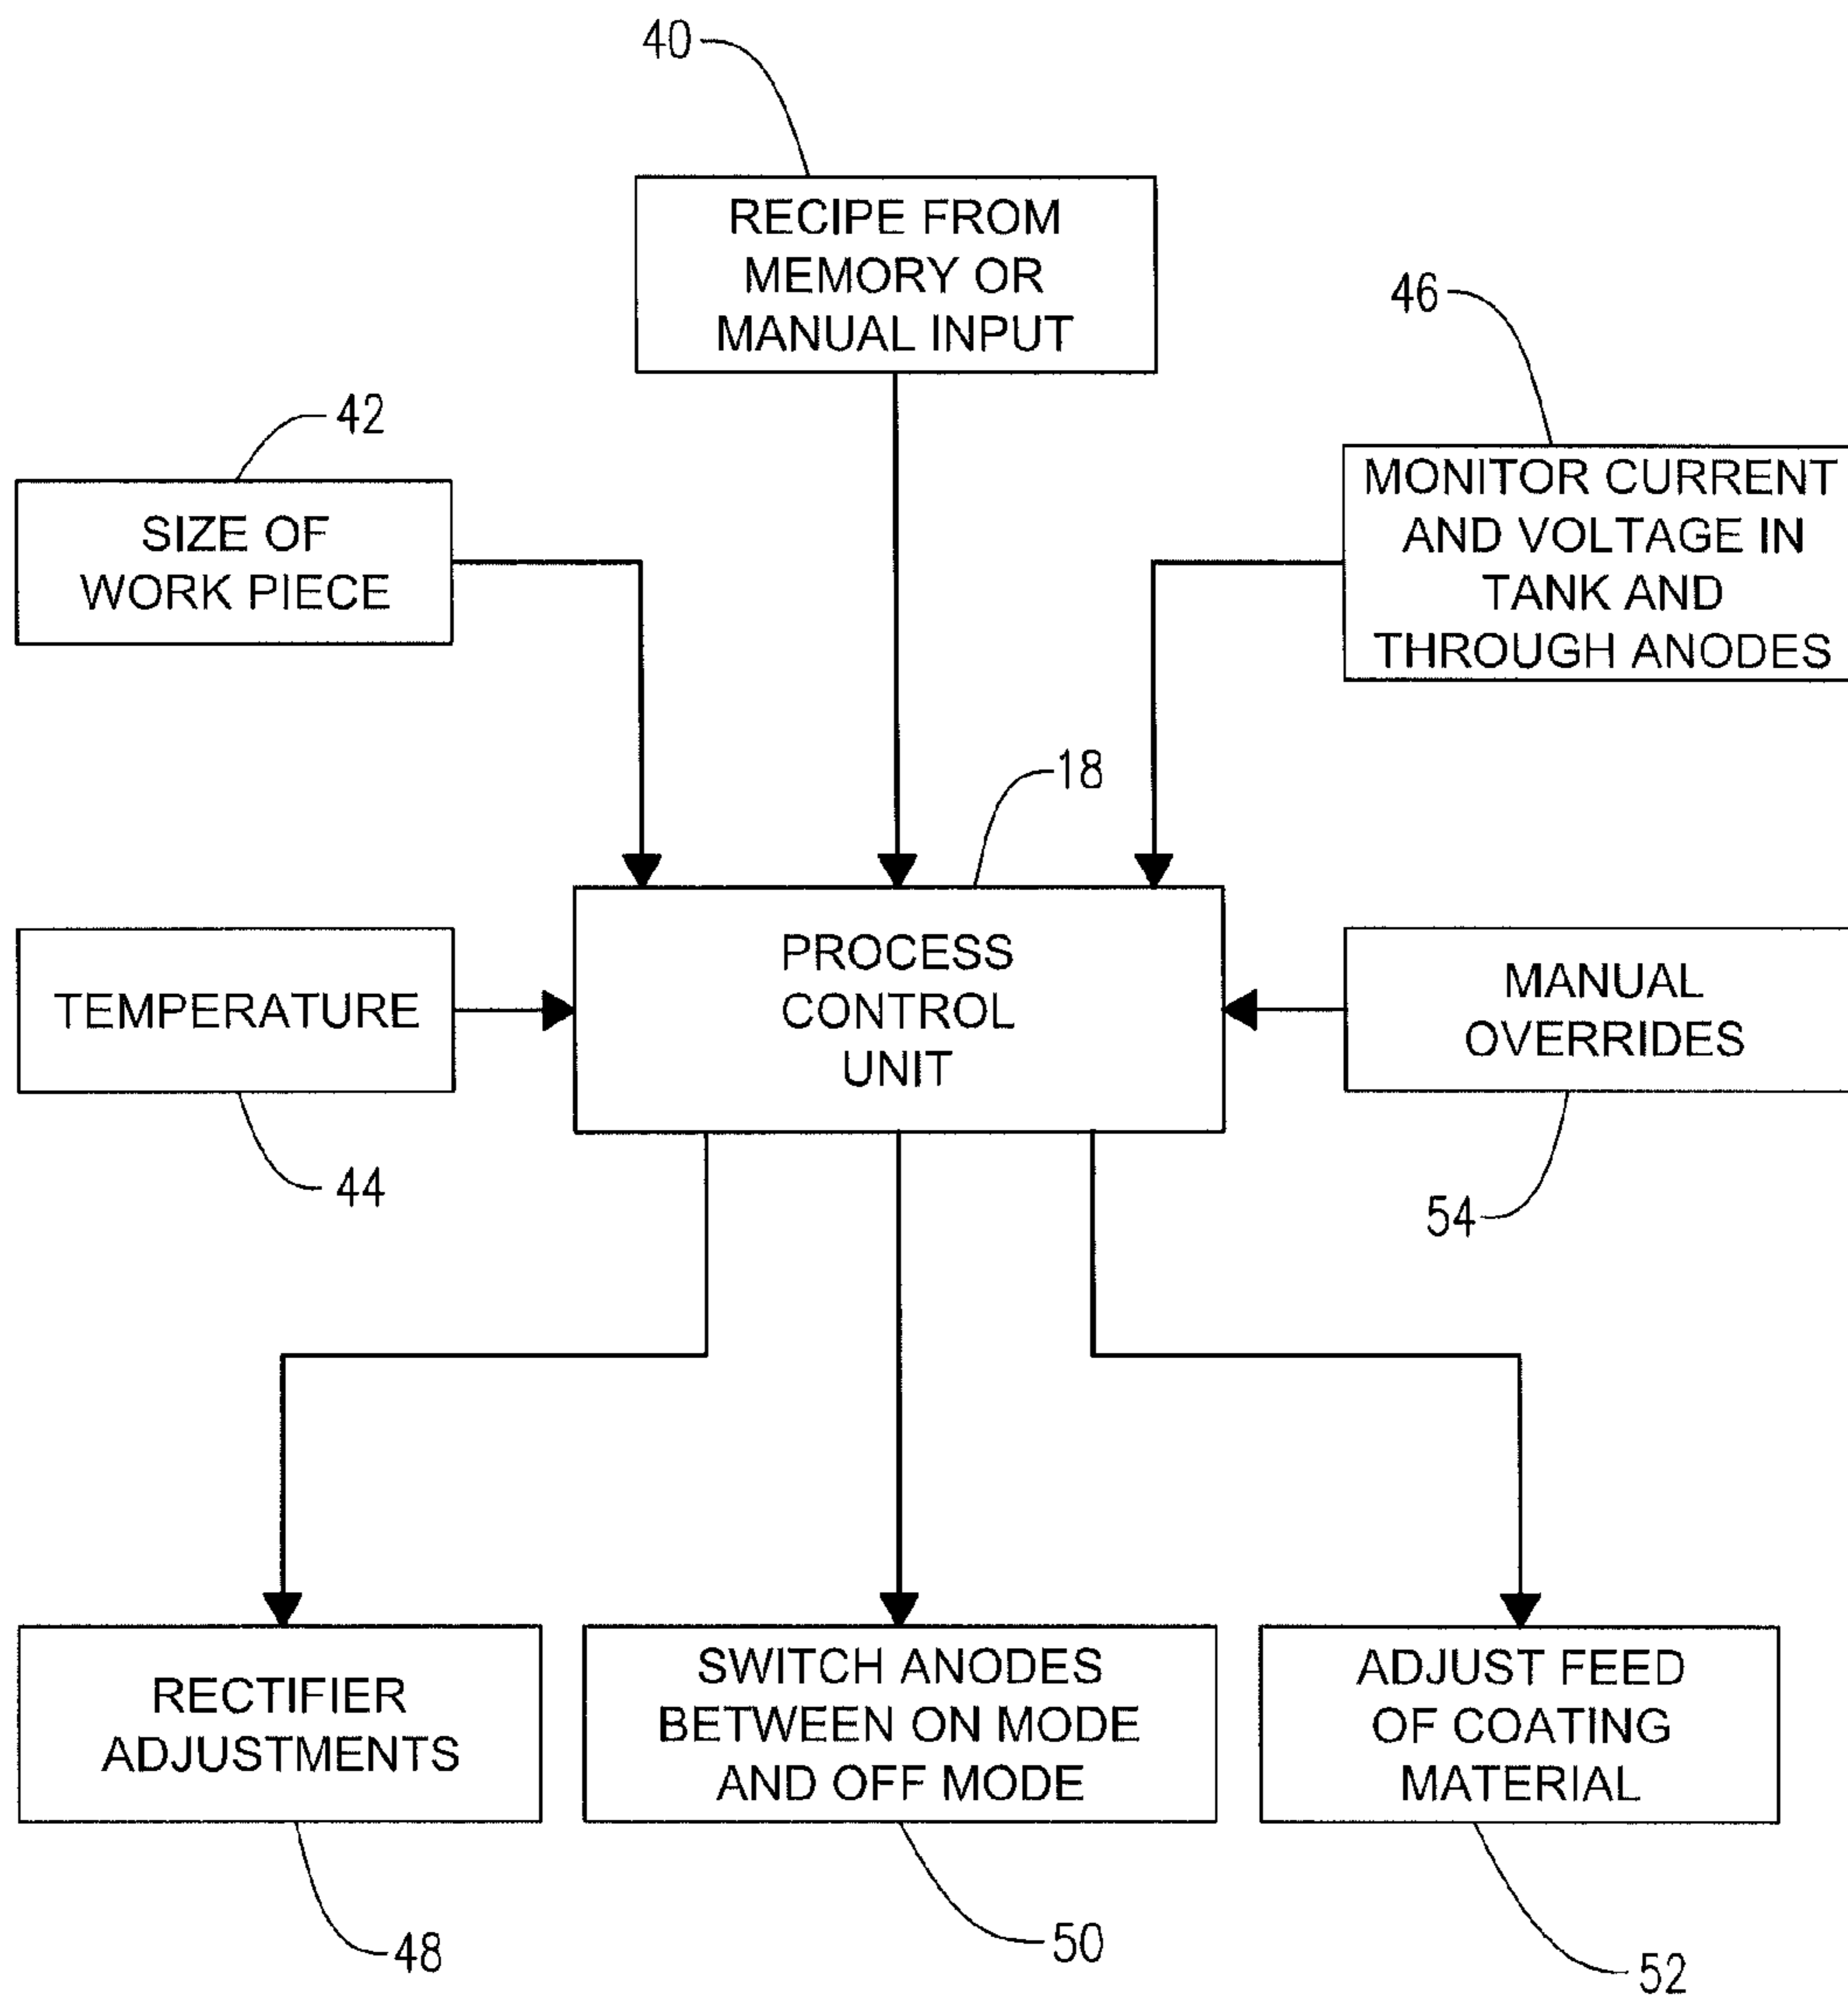 40
RECIPE FROM
MEMORY OR
MANUAL INPUT
46
42
MONITOR CURRENT
AND VOLTAGE IN
TANK AND
THROUGH ANODES
SIZE OF
WORK PIECE
18
PROCESS
CONTROL
UNIT
TEMPERATURE
MANUAL
OVERRIDES
44
54
RECTIFIER
ADJUSTMENTS
SWITCH ANODES
BETWEEN ON MODE
AND OFF MODE
ADJUST FEED
OF COATING
MATERIAL
48
50
52